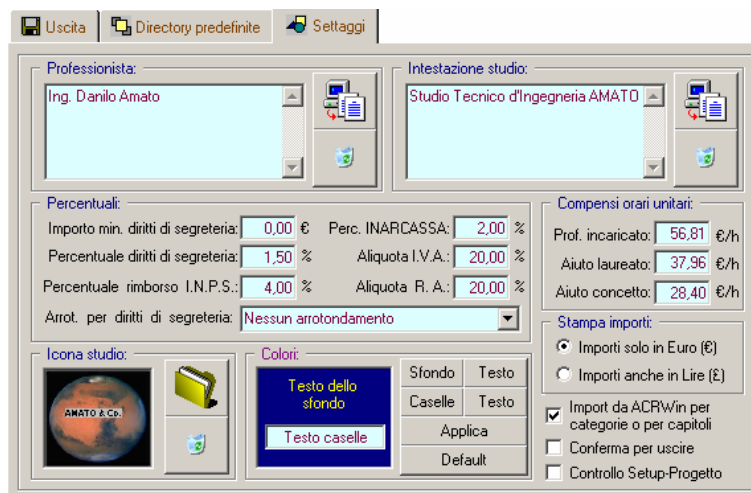 Uscita
Directory predefinite
Settaggi
Professionista:
Ing. Danilo Amato
Intestazione studio:
Studio Tecnico d'Ingegneria AMATO
Percentuali:
Importo min. diritti di segreteria: 0,00 € Perc. INARCASSA: 2,00 %
Percentuale diritti di segreteria: 1,50 % Aliquota I.V.A.: 20,00 %
Percentuale rimborso I.N.P.S.: 4,00 % Aliquota R. A.: 20,00 %
Arrot. per diritti di segreteria: Nessun arrotondamento
Compensi orari unitari:
Prof. incaricato: 56,81 €/h
Aiuto laureato: 37,96 €/h
Aiuto concetto: 28,40 €/h
Stampa importi:
Importi solo in Euro (€)
Importi anche in Lire (£)
Icona studio:
AMATO & Co.
Colori:
Testo dello
sfondo
Testo caselle
Sfondo Testo
Caselle Testo
Applica
Default
Import da ACRWin per
categorie o per capitoli
Conferma per uscire
Controllo Setup-Progetto